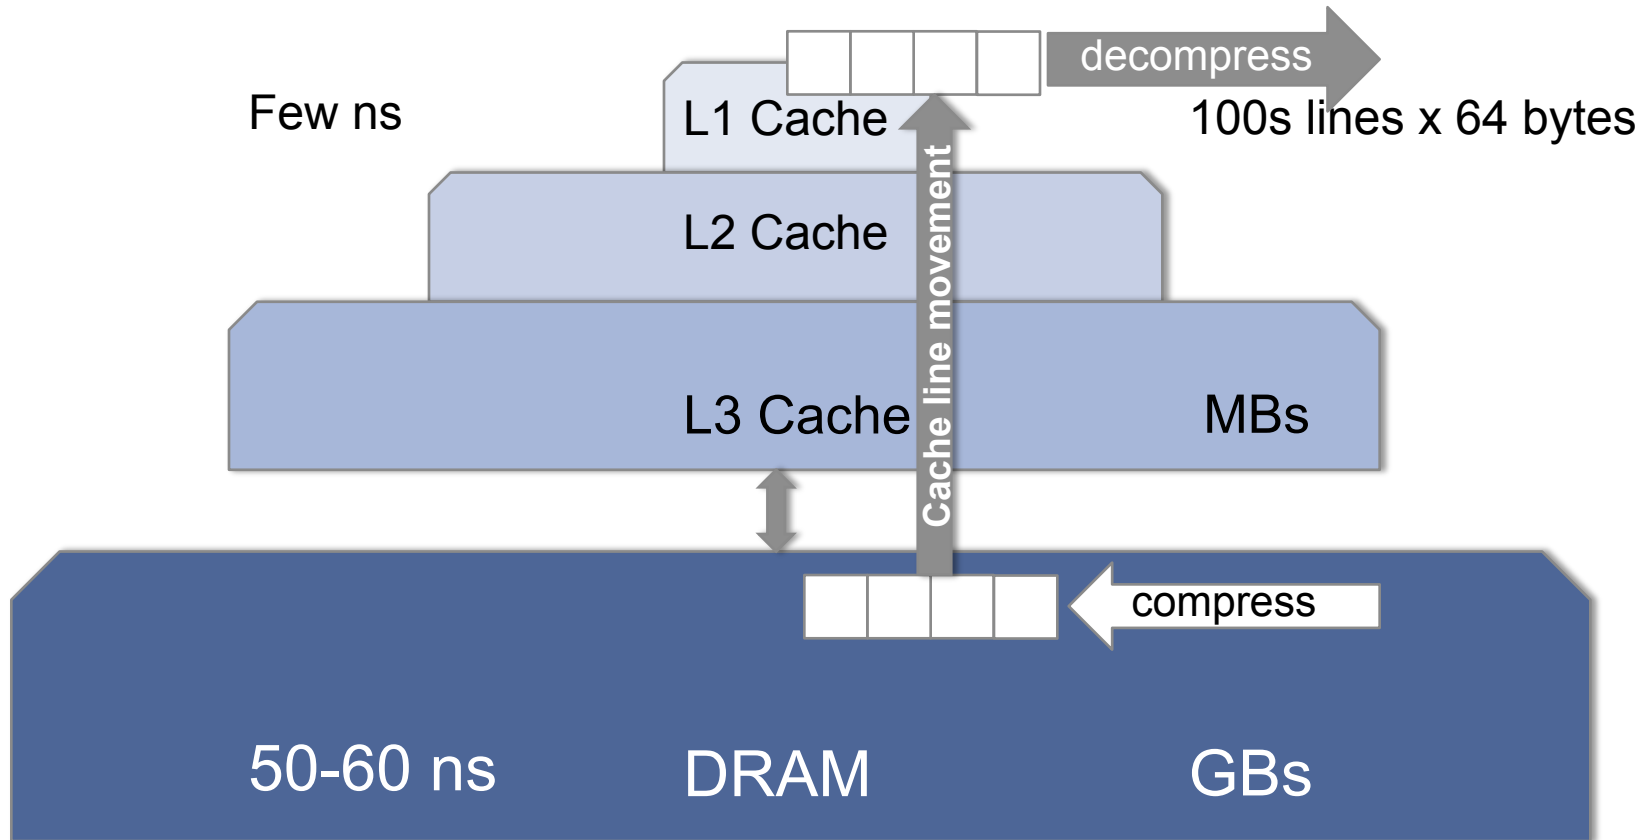 decompress
Few ns
L1 Cache
100s lines x 64 bytes
L2 Cache
Cache line movement
L3 Cache
MBs
compress
50-60 ns
DRAM
GBs